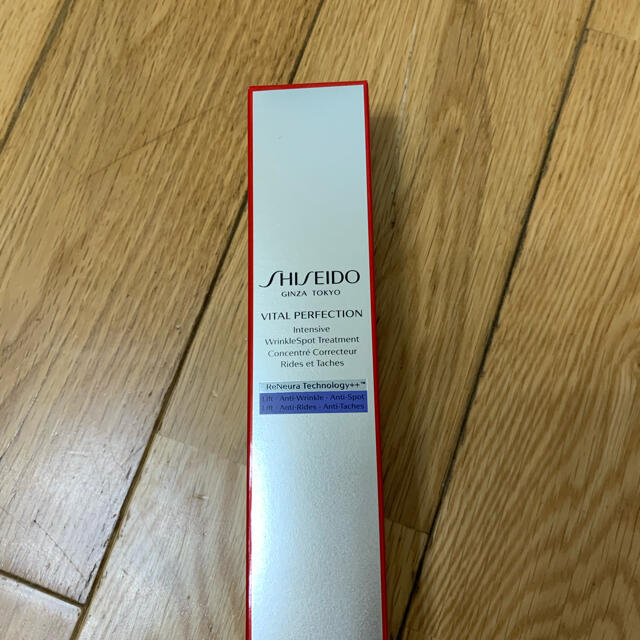 SHISEIDO
GINZA TOKYO
VITAL PERFECTION
Intensive
WrinkleSpot Treatment
Concentré Correcteur
Rides et Taches
ReNeura Technology++™
Lift · Anti-Wrinkle · Anti-Spot
Lift · Anti-Rides · Anti-Taches